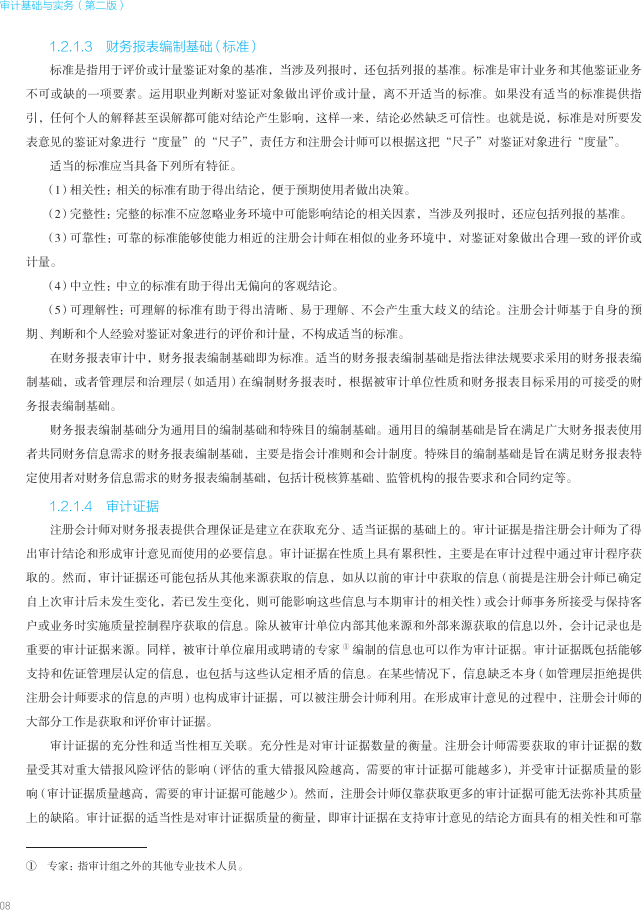 审计基础与实务（第二版）
1.2.1.3　财务报表编制基础（标准）
标准是指用于评价或计量鉴证对象的基准，当涉及列报时，还包括列报的基准。标准是审计业务和其他鉴证业务
不可或缺的一项要素。运用职业判断对鉴证对象做出评价或计量，离不开适当的标准。如果没有适当的标准提供指
引，任何个人的解释甚至误解都可能对结论产生影响，这样一来，结论必然缺乏可信性。也就是说，标准是对所要发
表意见的鉴证对象进行“度量”的“尺子”，责任方和注册会计师可以根据这把“尺子”对鉴证对象进行“度量”。
适当的标准应当具备下列所有特征。
（1）相关性：相关的标准有助于得出结论，便于预期使用者做出决策。
（2）完整性：完整的标准不应忽略业务环境中可能影响结论的相关因素，当涉及列报时，还应包括列报的基准。
（3）可靠性：可靠的标准能够使能力相近的注册会计师在相似的业务环境中，对鉴证对象做出合理一致的评价或
计量。
（4）中立性：中立的标准有助于得出无偏向的客观结论。
（5）可理解性：可理解的标准有助于得出清晰、易于理解、不会产生重大歧义的结论。注册会计师基于自身的预
期、判断和个人经验对鉴证对象进行的评价和计量，不构成适当的标准。
在财务报表审计中，财务报表编制基础即为标准。适当的财务报表编制基础是指法律法规要求采用的财务报表编
制基础，或者管理层和治理层（如适用）在编制财务报表时，根据被审计单位性质和财务报表目标采用的可接受的财
务报表编制基础。
财务报表编制基础分为通用目的编制基础和特殊目的编制基础。通用目的编制基础是旨在满足广大财务报表使用
者共同财务信息需求的财务报表编制基础，主要是指会计准则和会计制度。特殊目的编制基础是旨在满足财务报表特
定使用者对财务信息需求的财务报表编制基础，包括计税核算基础、监管机构的报告要求和合同约定等。
1.2.1.4　审计证据
注册会计师对财务报表提供合理保证是建立在获取充分、适当证据的基础上的。审计证据是指注册会计师为了得
出审计结论和形成审计意见而使用的必要信息。审计证据在性质上具有累积性，主要是在审计过程中通过审计程序获
取的。然而，审计证据还可能包括从其他来源获取的信息，如从以前的审计中获取的信息（前提是注册会计师已确定
自上次审计后未发生变化，若已发生变化，则可能影响这些信息与本期审计的相关性）或会计师事务所接受与保持客
户或业务时实施质量控制程序获取的信息。除从被审计单位内部其他来源和外部来源获取的信息以外，会计记录也是
重要的审计证据来源。同样，被审计单位雇用或聘请的专家①编制的信息也可以作为审计证据。审计证据既包括能够
支持和佐证管理层认定的信息，也包括与这些认定相矛盾的信息。在某些情况下，信息缺乏本身（如管理层拒绝提供
注册会计师要求的信息的声明）也构成审计证据，可以被注册会计师利用。在形成审计意见的过程中，注册会计师的
大部分工作是获取和评价审计证据。
审计证据的充分性和适当性相互关联。充分性是对审计证据数量的衡量。注册会计师需要获取的审计证据的数
量受其对重大错报风险评估的影响（评估的重大错报风险越高，需要的审计证据可能越多），并受审计证据质量的影
响（审计证据质量越高，需要的审计证据可能越少）。然而，注册会计师仅靠获取更多的审计证据可能无法弥补其质量
上的缺陷。审计证据的适当性是对审计证据质量的衡量，即审计证据在支持审计意见的结论方面具有的相关性和可靠
①　专家：指审计组之外的其他专业技术人员。
08